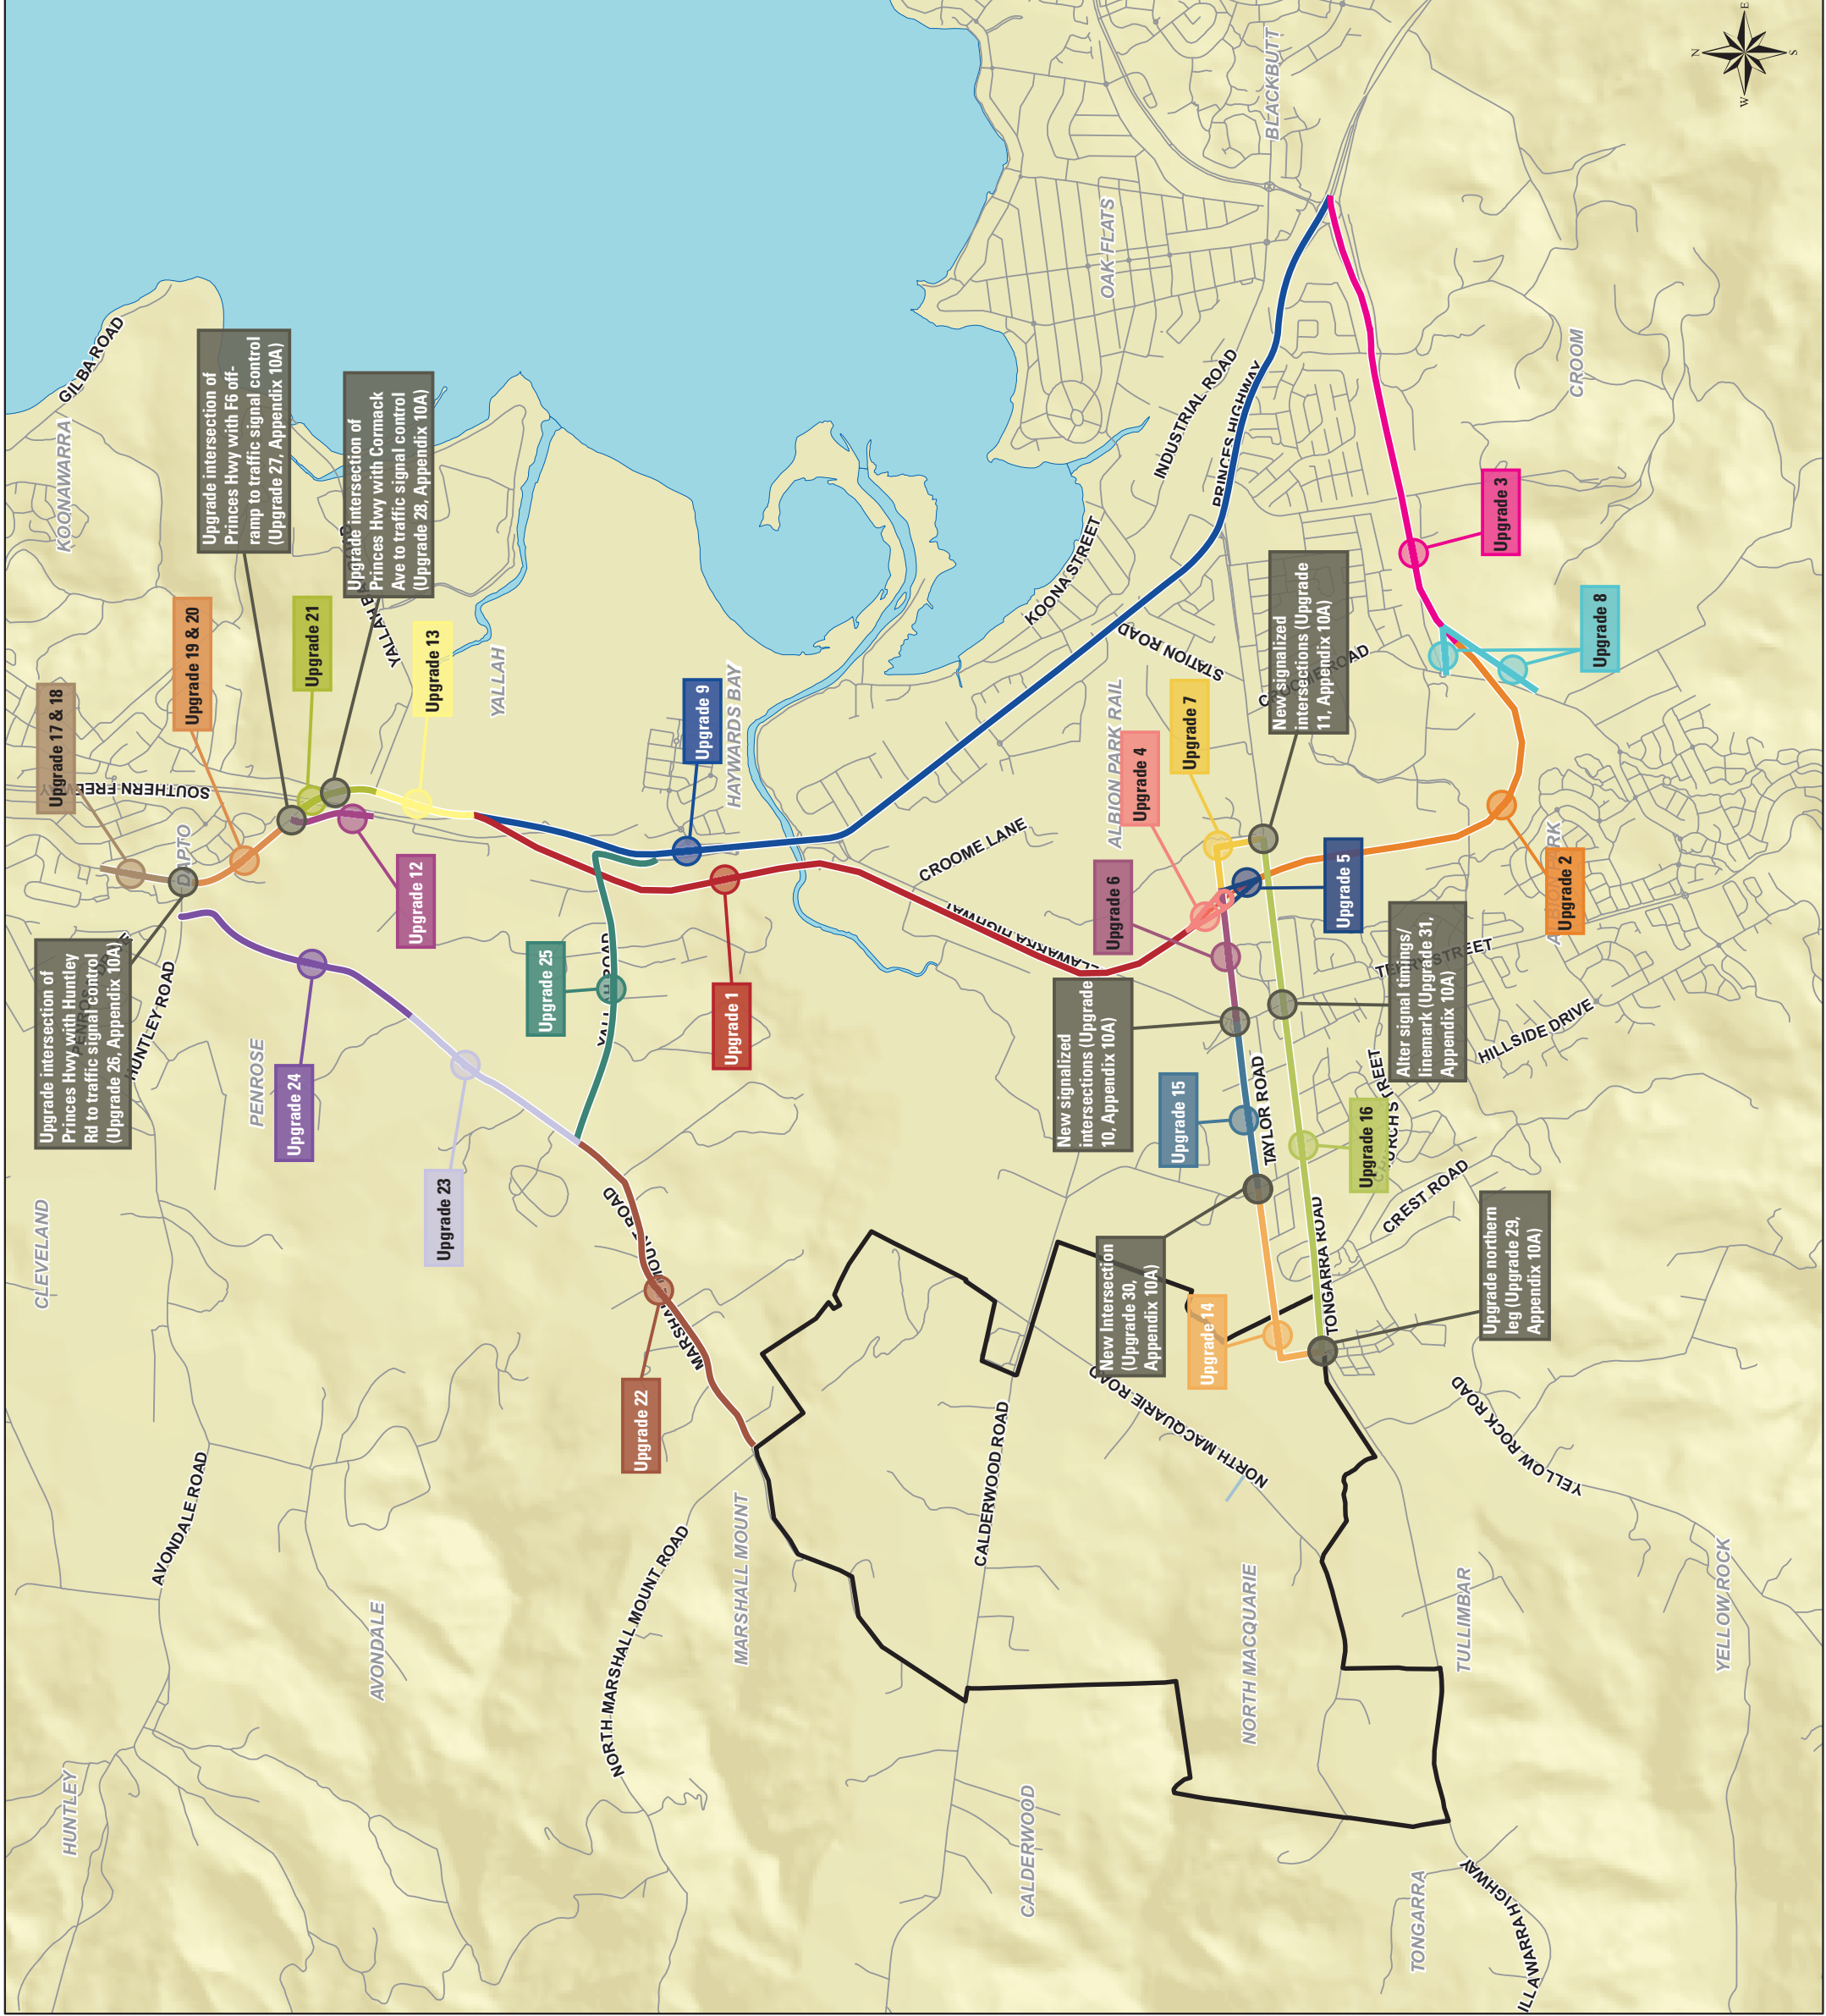 N
E
S
W
BLACKBUTT
OAK-FLATS
GILBA ROAD
KOONAWARRA
Upgrade intersection of
Princes Hwy with F6 off-
ramp to traffic signal control
(Upgrade 27, Appendix 10A)
Upgrade intersection of
Princes Hwy with Cormack
Ave to traffic signal control
(Upgrade 28, Appendix 10A)
INDUSTRIAL ROAD
PRINCES HIGHWAY
CROOM
Upgrade 3
KOONA STREET
STATION ROAD
New signalized
intersections (Upgrade
11, Appendix 10A)
Upgrade 8
Upgrade 17 & 18
Upgrade 19 & 20
Upgrade 21
Upgrade 13
YALLAH
Upgrade 9
HAYWARDS BAY
ALBION PARK RAIL
Upgrade 7
Upgrade 4
DAPTO
Upgrade 12
CROOME LANE
Upgrade 6
Upgrade 5
Upgrade 2
Upgrade intersection of
Princes Hwy with Huntley
Rd to traffic signal control
(Upgrade 26, Appendix 10A)
HUNTLEY ROAD
PENROSE
Upgrade 24
Upgrade 25
Upgrade 1
New signalized
intersections (Upgrade
10, Appendix 10A)
Alter signal timings/
linemark (Upgrade 31,
Appendix 10A)
HILLSIDE DRIVE
Upgrade 23
Upgrade 15
TAYLOR ROAD
Upgrade 16
CREST ROAD
CLEVELAND
New Intersection
(Upgrade 30,
Appendix 10A)
TONGARRA ROAD
Upgrade northern
leg (Upgrade 29,
Appendix 10A)
Upgrade 14
Upgrade 22
AVONDALE ROAD
AVONDALE
NORTH MARSHALL MOUNT ROAD
MARSHALL MOUNT
CALDERWOOD ROAD
NORTH MACQUARIE ROAD
YELLOW ROCK ROAD
NORTH MACQUARIE
TULLIMBAR
YELLOW ROCK
HUNTLEY
CALDERWOOD
TONGARRA
ILLAWARRA HIGHWAY